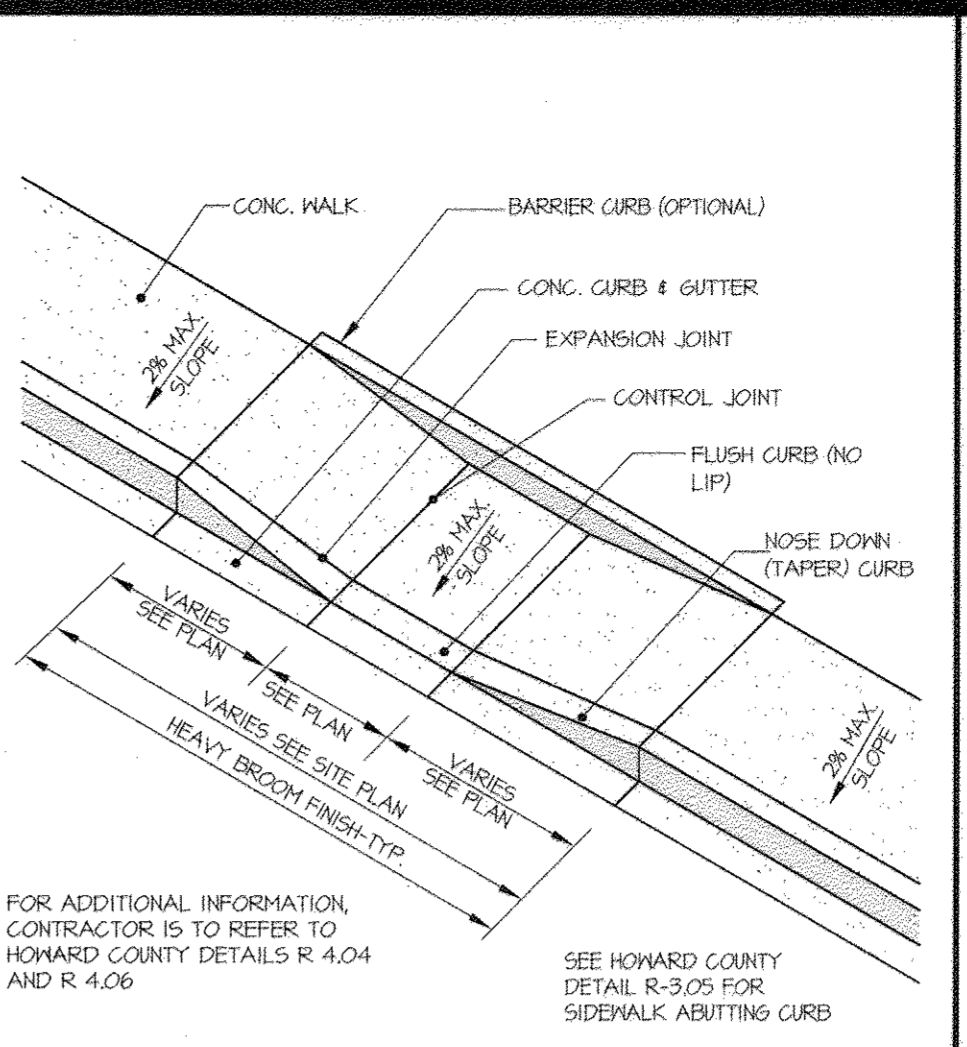 CONC. WALK
BARRIER CURB (OPTIONAL)
CONC. CURB & GUTTER
EXPANSION JOINT
CONTROL JOINT
FLUSH CURB (NO
LIP)
NOSE DOWN
(TAPER) CURB
2% MAX.
SLOPE
2% MAX.
SLOPE
2% MAX.
SLOPE
VARIES
SEE PLAN
SEE PLAN
VARIES
SEE PLAN
VARIES SEE SITE PLAN
HEAVY BROOM FINISH-TYP.
FOR ADDITIONAL INFORMATION,
CONTRACTOR IS TO REFER TO
HOWARD COUNTY DETAILS R 4.04
AND R 4.06
SEE HOWARD COUNTY
DETAIL R-3.05 FOR
SIDEWALK ABUTTING CURB